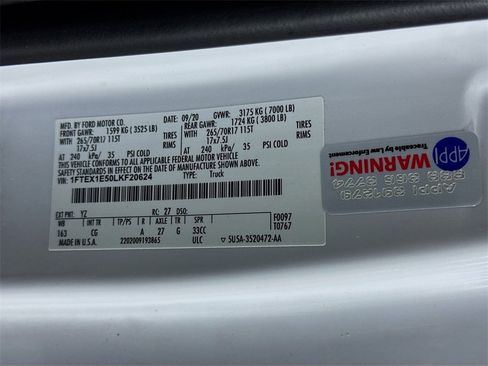 MFD. BY FORD MOTOR CO.
DATE: 09/20 GVWR: 3175 KG (7000 LB)
FRONT GAWR: 1599 KG (3525 LB)
REAR GAWR: 1724 KG (3800 LB)
WITH 265/70R17 115T TIRES
WITH 265/70R17 115T TIRES
17x7.5J RIMS
17x7.5J RIMS
AT 240 kPa/ 35 PSI COLD
AT 240 kPa/ 35 PSI COLD
THIS VEHICLE CONFORMS TO ALL APPLICABLE FEDERAL MOTOR VEHICLE
SAFETY STANDARDS IN EFFECT ON THE DATE OF MANUFACTURE SHOWN ABOVE.
VIN: 1FTEX1E50LKF20624
TYPE: Truck
EXT PNT: YZ RC: 27 DSO: F0097
WB INT TR TP/PS R AXLE TR SPR T0767
163 CG A 27 G 33CC
MADE IN U.S.A. 2202009193865 ULC 5U5A-3520472-AA
APPI
WARNING!
Traceable by Law Enforcement